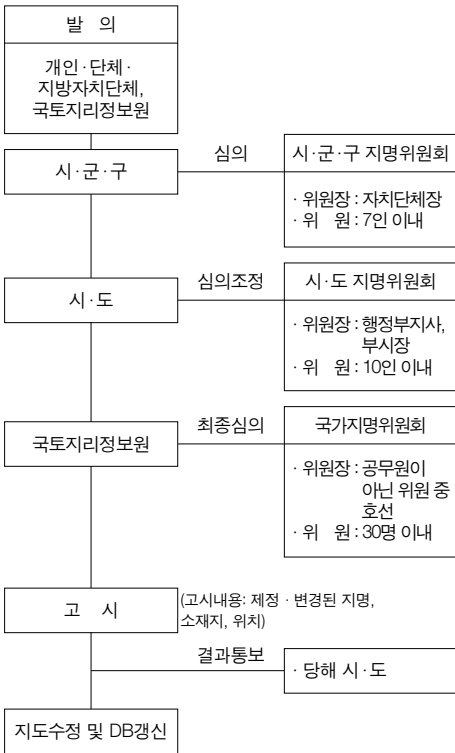 발 의
개인·단체·
지방자치단체,
국토지리정보원
시·군·구
심의
시·군·구 지명위원회
· 위원장 : 자치단체장
· 위 원 : 7인 이내
시·도
심의조정
시·도 지명위원회
· 위원장 : 행정부지사,
부시장
· 위 원 : 10인 이내
국토지리정보원
최종심의
국가지명위원회
· 위원장 : 공무원이
아닌 위원 중
호선
· 위 원 : 30명 이내
고 시
(고시내용: 제정 · 변경된 지명,
소재지, 위치)
결과통보
· 당해 시·도
지도수정 및 DB갱신